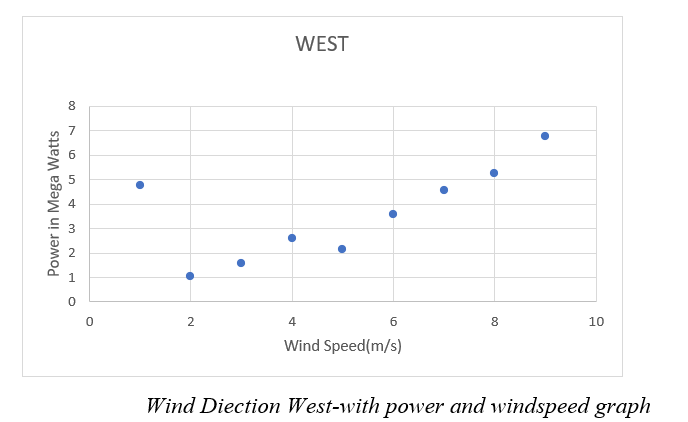 WEST
8
7
6
5
4
3
2
1
0
Power in Mega Watts
0 2 4 6 8 10
Wind Speed(m/s)
Wind Diection West-with power and windspeed graph